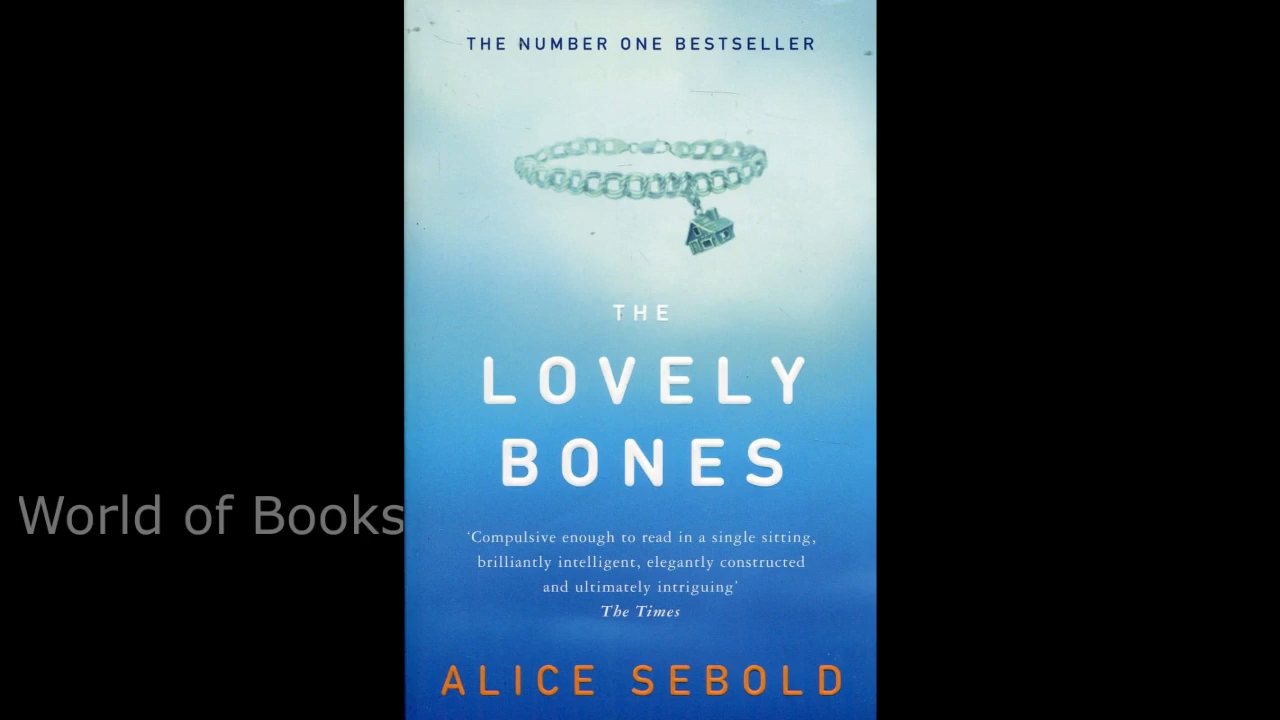 THE NUMBER ONE BESTSELLER
THE
LOVELY
BONES
World of Books
‘Compulsive enough to read in a single sitting,
brilliantly intelligent, elegantly constructed
and ultimately intriguing’
The Times
ALICE SEBOLD